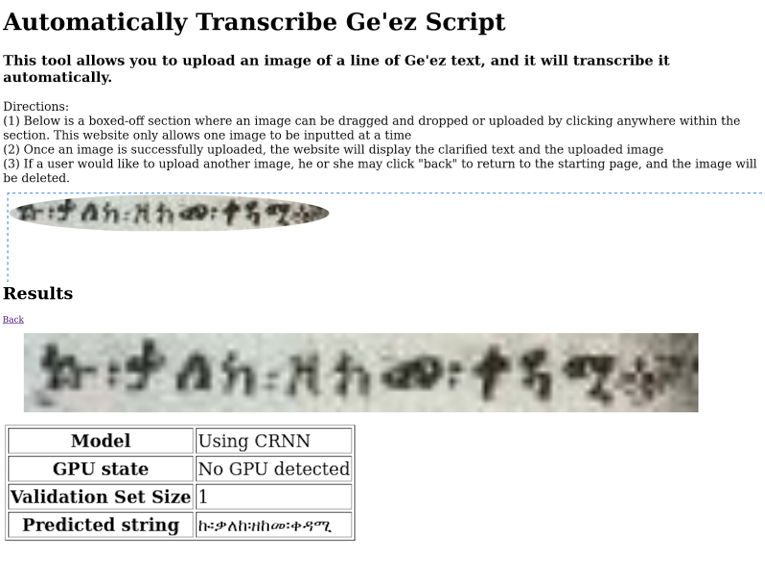 Automatically Transcribe Ge'ez Script
This tool allows you to upload an image of a line of Ge'ez text, and it will transcribe it
automatically.
Directions:
(1) Below is a boxed-off section where an image can be dragged and dropped or uploaded by clicking anywhere within the
section. This website only allows one image to be inputted at a time
(2) Once an image is successfully uploaded, the website will display the clarified text and the uploaded image
(3) If a user would like to upload another image, he or she may click "back" to return to the starting page, and the image will
be deleted.
ኩ፡ቃለከ፡ዘከመ፡ቀዳሚ
Results
Back
ኩ፡ቃለከ፡ዘከመ፡ቀዳሚ
Model Using CRNN
GPU state No GPU detected
Validation Set Size 1
Predicted string ኩ፡ቃለከ፡ዘከመ፡ቀዳሚ